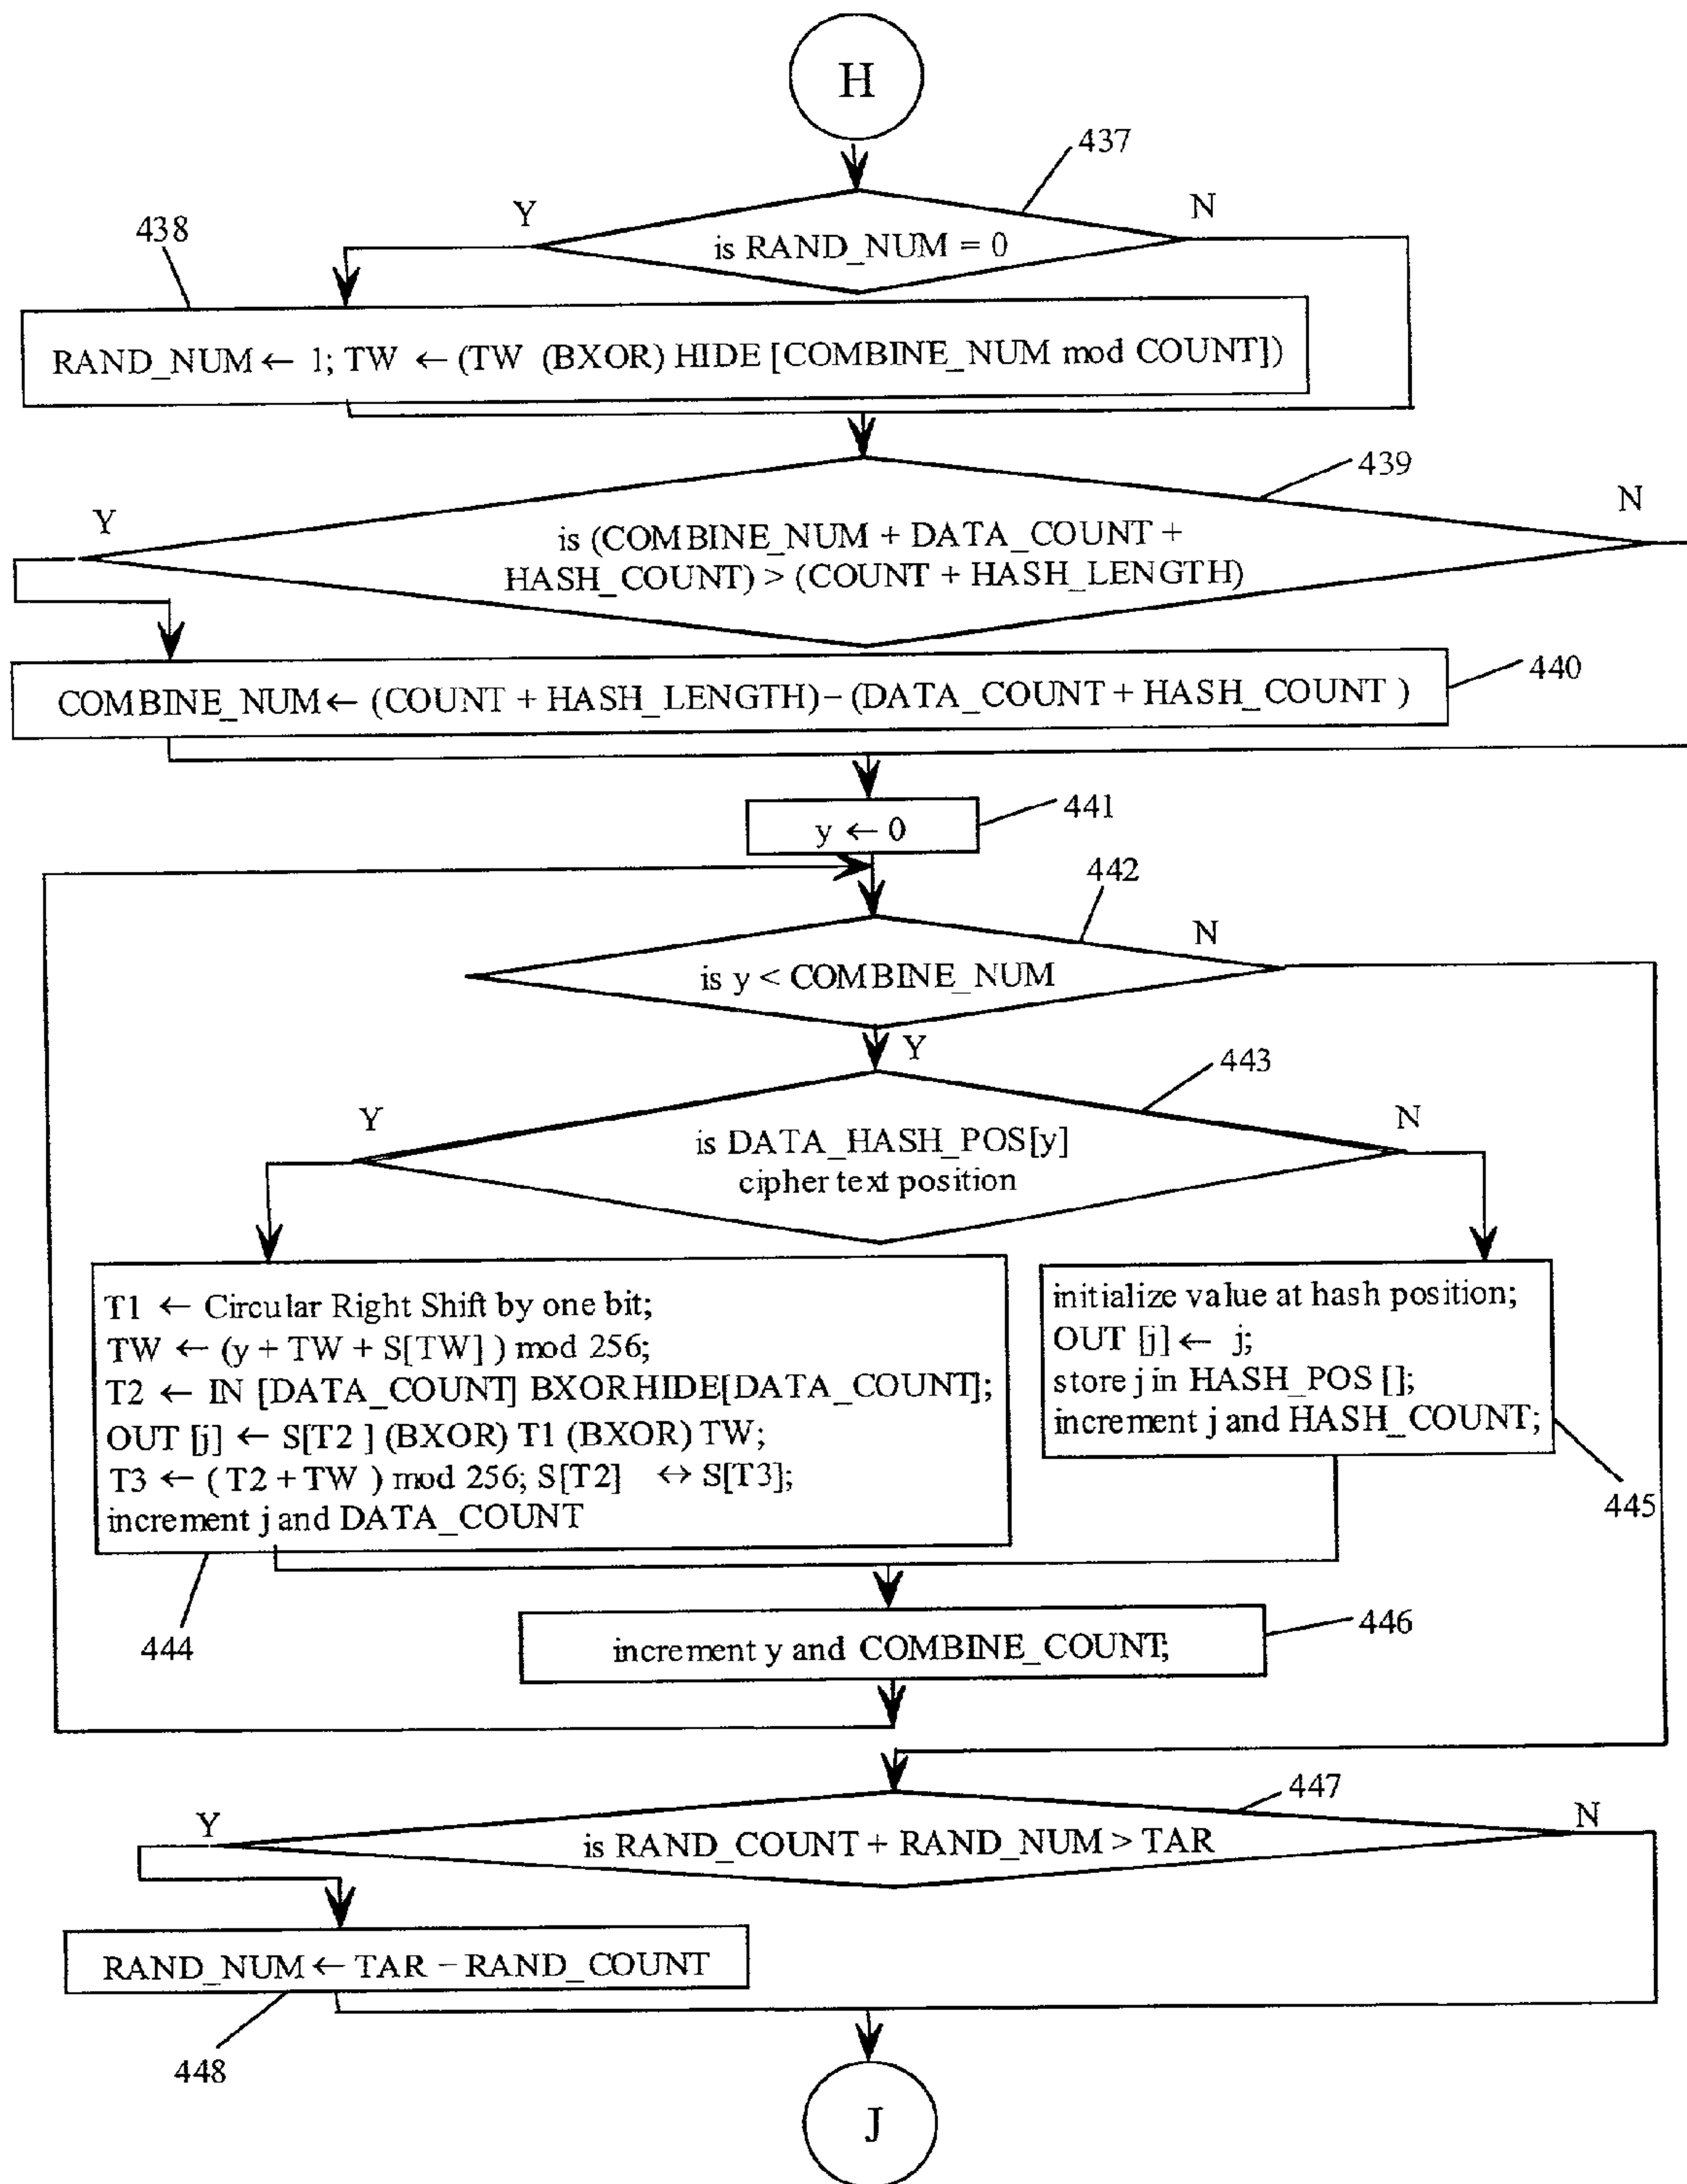 H
437
Y
N
438
is RAND_NUM = 0
RAND_NUM ← 1; TW ← (TW (BXOR) HIDE [COMBINE_NUM mod COUNT])
439
N
Y
is (COMBINE_NUM + DATA_COUNT +
HASH_COUNT) > (COUNT + HASH_LENGTH)
440
COMBINE_NUM ← (COUNT + HASH_LENGTH) – (DATA_COUNT + HASH_COUNT )
441
y ← 0
442
N
is y < COMBINE_NUM
Y
443
Y
N
is DATA_HASH_POS[y]
cipher text position
T1 ← Circular Right Shift by one bit;
TW ← (y + TW + S[TW] ) mod 256;
T2 ← IN [DATA_COUNT] BXORHIDE[DATA_COUNT];
OUT [j] ← S[T2 ] (BXOR) T1 (BXOR) TW;
T3 ← ( T2 + TW ) mod 256; S[T2] ↔ S[T3];
increment j and DATA_COUNT
initialize value at hash position;
OUT [j] ← j;
store j in HASH_POS [];
increment j and HASH_COUNT;
445
444
446
increment y and COMBINE_COUNT;
447
Y
N
is RAND_COUNT + RAND_NUM > TAR
RAND_NUM ← TAR – RAND_COUNT
448
J